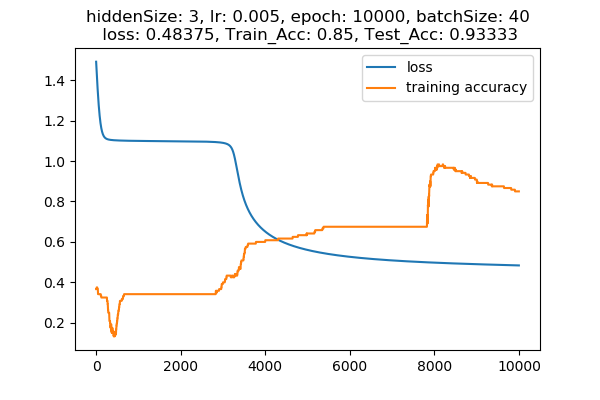 hiddenSize: 3, lr: 0.005, epoch: 10000, batchSize: 40
loss: 0.48375, Train_Acc: 0.85, Test_Acc: 0.93333
loss
training accuracy
1.4
1.2
1.0
0.8
0.6
0.4
0.2
0 2000 4000 6000 8000 10000